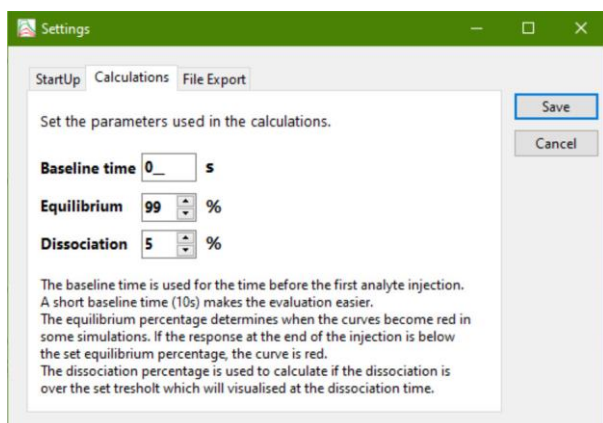 Settings
StartUp Calculations File Export
Save
Cancel
Set the parameters used in the calculations.
Baseline time 0__ s
Equilibrium 99 %
Dissociation 5 %
The baseline time is used for the time before the first analyte injection.
A short baseline time (10s) makes the evaluation easier.
The equilibrium percentage determines when the curves become red in
some simulations. If the response at the end of the injection is below
the set equilibrium percentage, the curve is red.
The dissociation percentage is used to calculate if the dissociation is
over the set tresholt which will visualised at the dissociation time.